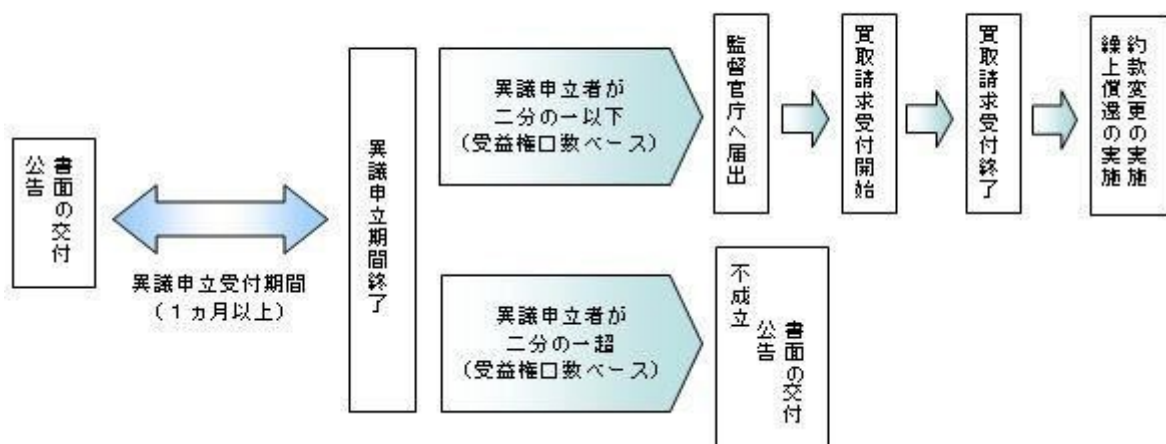 書面の交付
公告
異議申立受付期間
（１ヵ月以上）
異議申立期間終了
異議申立者が
二分の一以下
（受益権口数ベース）
監督官庁へ届出
買取請求受付開始
買取請求受付終了
約款変更の実施
繰上償還の実施
異議申立者が
二分の一超
（受益権口数ベース）
不成立
書面の交付
公告